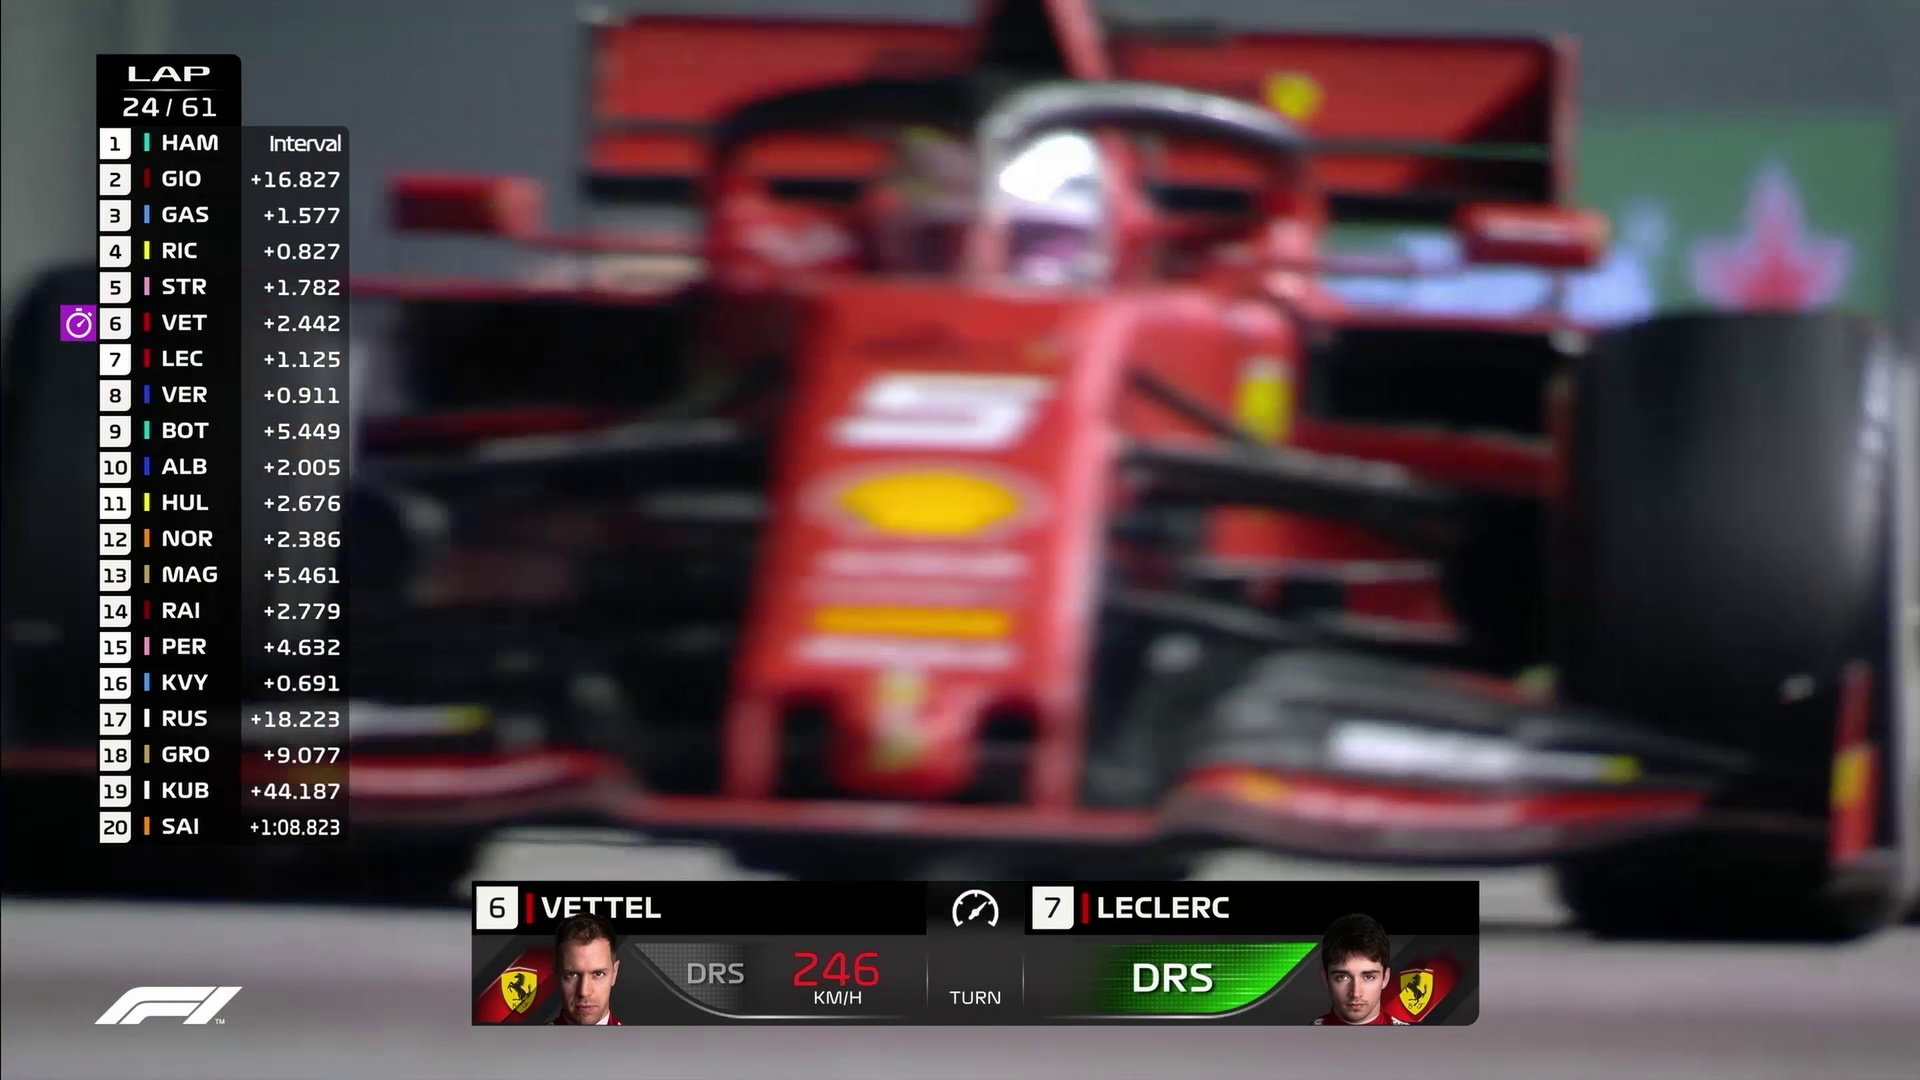 LAP
24 / 61
Interval
1 HAM
2 GIO +16.827
3 GAS +1.577
4 RIC +0.827
5 STR +1.782
6 VET +2.442
7 LEC +1.125
8 VER +0.911
9 BOT +5.449
10 ALB +2.005
11 HUL +2.676
12 NOR +2.386
13 MAG +5.461
14 RAI +2.779
15 PER +4.632
16 KVY +0.691
17 RUS +18.223
18 GRO +9.077
19 KUB +44.187
20 SAI +1:08.823
5
6 VETTEL
7 LECLERC
DRS 246
KM/H
TURN
DRS
F1 ™